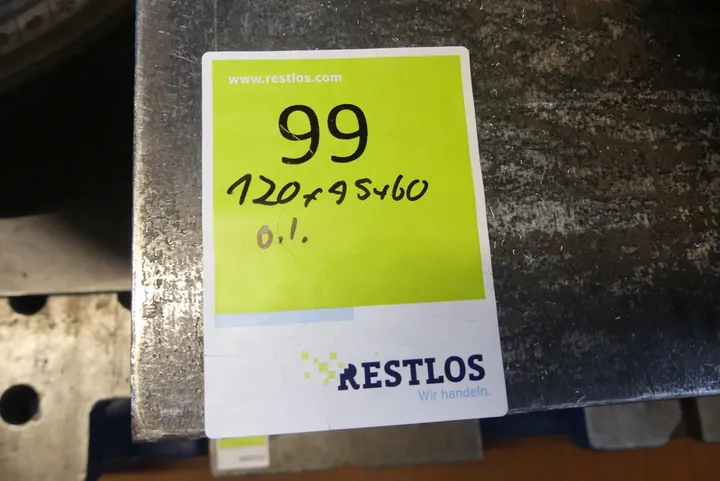 www.restlos.com
99
120x95x60
o.l.
RESTLOS
Wir handeln.